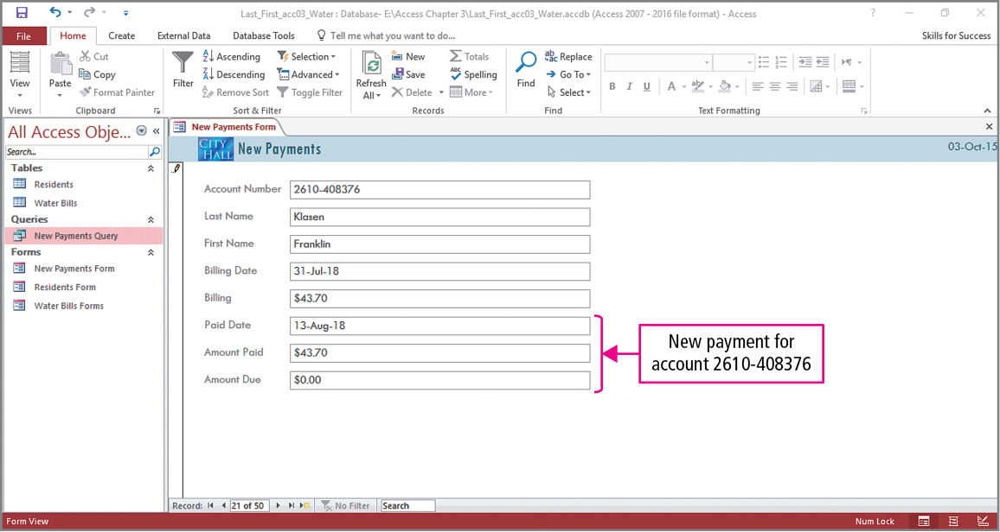 Last_First_acc03_Water : Database- E:\Access Chapter 3\Last_First_acc03_Water.accdb (Access 2007 - 2016 file format) - Access
?
File Home Create External Data Database Tools Tell me what you want to do... Skills for Success
View
Views
Paste
Cut
Copy
Format Painter
Clipboard
Filter
Ascending
Descending
Remove Sort
Selection
Advanced
Toggle Filter
Sort & Filter
Refresh
All
New
Save
Delete
Totals
Spelling
More
Records
Find
Replace
Go To
Select
Find
B I U A
Text Formatting
All Access Obje...
Search...
Tables
Residents
Water Bills
Queries
New Payments Query
Forms
New Payments Form
Residents Form
Water Bills Forms
New Payments Form
CITY
HALL
New Payments
03-Oct-15
Account Number 2610-408376
Last Name Klasen
First Name Franklin
Billing Date 31-Jul-18
Billing $43.70
Paid Date 13-Aug-18
Amount Paid $43.70
Amount Due $0.00
New payment for
account 2610-408376
Record: 21 of 50 No Filter Search
Form View Num Lock